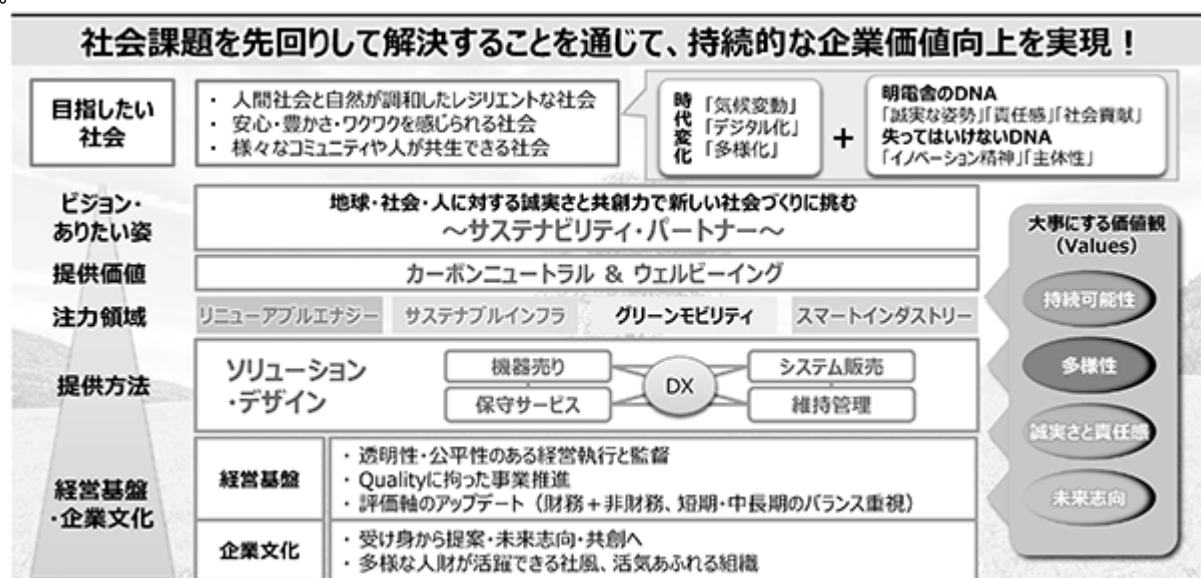 。
社会課題を先回りして解決することを通じて、持続的な企業価値向上を実現！
目指したい
社会
・ 人間社会と自然が調和したレジリエントな社会
・ 安心・豊かさ・ワクワクを感じられる社会
・ 様々なコミュニティや人が共生できる社会
時代変化
「気候変動」
「デジタル化」
「多様化」
+
明電舎のDNA
「誠実な姿勢」「責任感」「社会貢献」
失ってはいけないDNA
「イノベーション精神」「主体性」
ビジョン・
ありたい姿
地球・社会・人に対する誠実さと共創力で新しい社会づくりに挑む
～サステナビリティ・パートナー～
提供価値
カーボンニュートラル ＆ ウェルビーイング
注力領域
リニューアブルエナジー
サステナブルインフラ
グリーンモビリティ
スマートインダストリー
提供方法
ソリューション
・デザイン
機器売り
保守サービス
DX
システム販売
維持管理
経営基盤
・企業文化
経営基盤
・ 透明性・公平性のある経営執行と監督
・ Qualityに拘った事業推進
・ 評価軸のアップデート（財務＋非財務、短期・中長期のバランス重視）
企業文化
・ 受け身から提案・未来志向・共創へ
・ 多様な人財が活躍できる社風、活気あふれる組織
大事にする価値観
（Values）
持続可能性
多様性
誠実さと責任感
未来志向